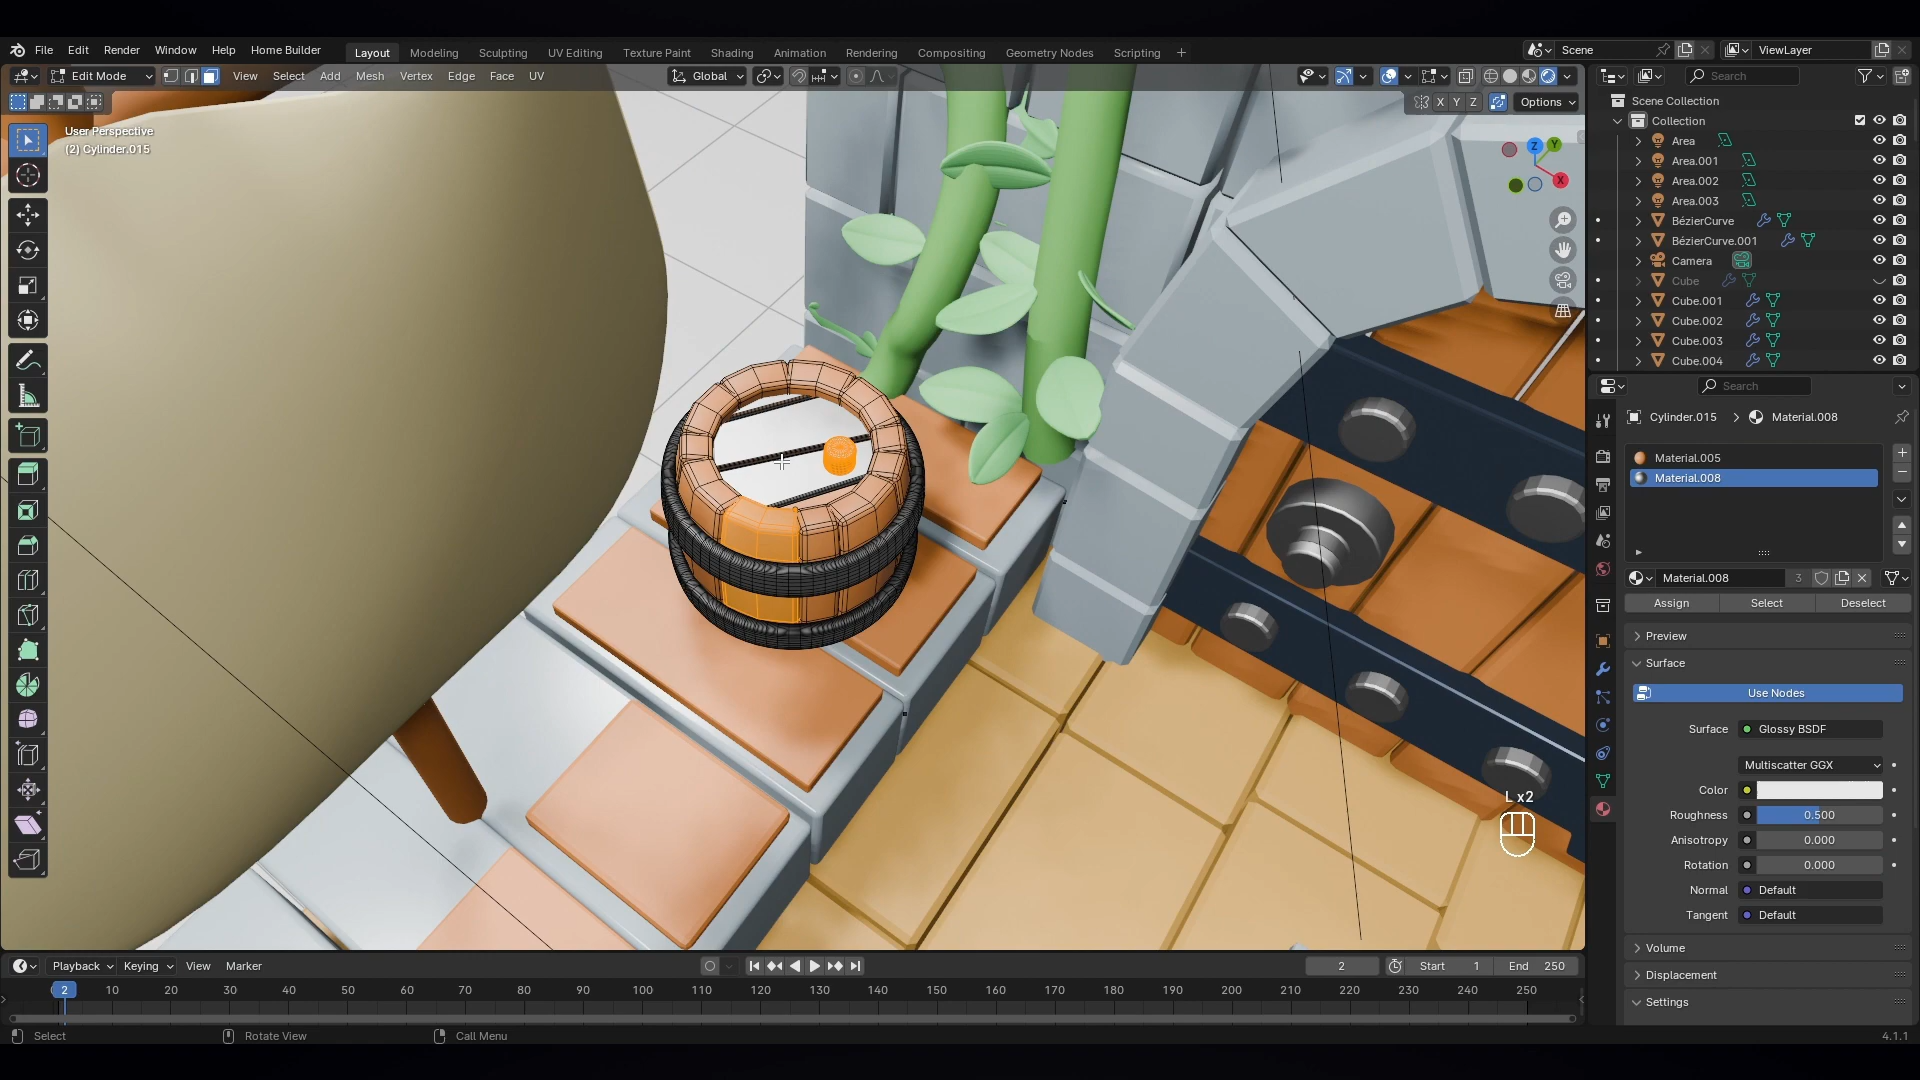 File Edit Render Window Help Home Builder Layout Modeling Sculpting UV Editing Texture Paint Shading Animation Rendering Compositing Geometry Nodes Scripting Scene ViewLayer
Edit Mode View Select Add Mesh Vertex Edge Face UV Global Search
X Y Z Options
Scene Collection
User Perspective
(2) Cylinder.015
Collection
Area
Area.001
Area.002
Area.003
BézierCurve
BézierCurve.001
Camera
Cube
Cube.001
Cube.002
Cube.003
Cube.004
Z Y X
Search
Cylinder.015 Material.008
Material.005
Material.008
Material.008 3
Assign Select Deselect
Preview
Surface
Use Nodes
Surface Glossy BSDF
Multiscatter GGX
Color
Roughness 0.500
Anisotropy 0.000
Rotation 0.000
Normal Default
Tangent Default
Volume
Displacement
Settings
L x2
Playback Keying View Marker 2 Start 1 End 250
2 10 20 30 40 50 60 70 80 90 100 110 120 130 140 150 160 170 180 190 200 210 220 230 240 250
Select Rotate View Call Menu 4.1.1